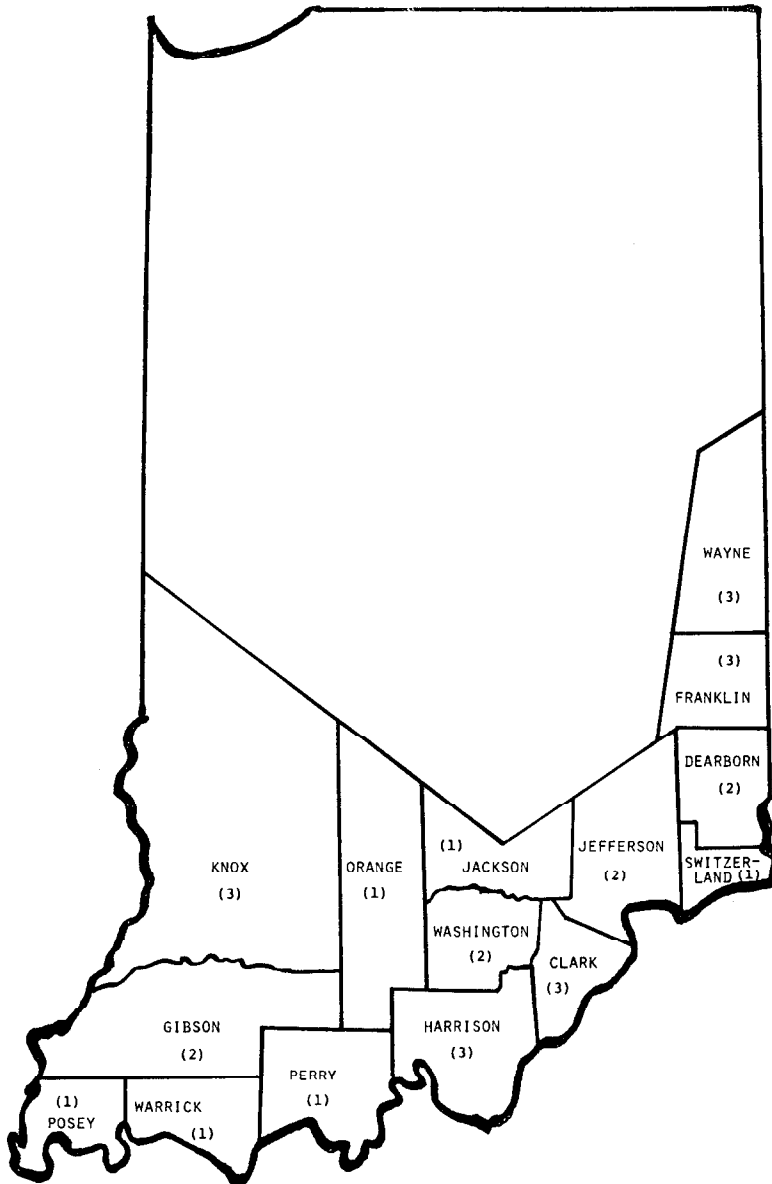 WAYNE
(3)
(3)
FRANKLIN
DEARBORN
(2)
JEFFERSON
(2)
SWITZER-
LAND (1)
(1)
JACKSON
KNOX
(3)
ORANGE
(1)
WASHINGTON
(2)
CLARK
(3)
GIBSON
(2)
HARRISON
(3)
PERRY
(1)
(1)
POSEY
WARRICK
(1)